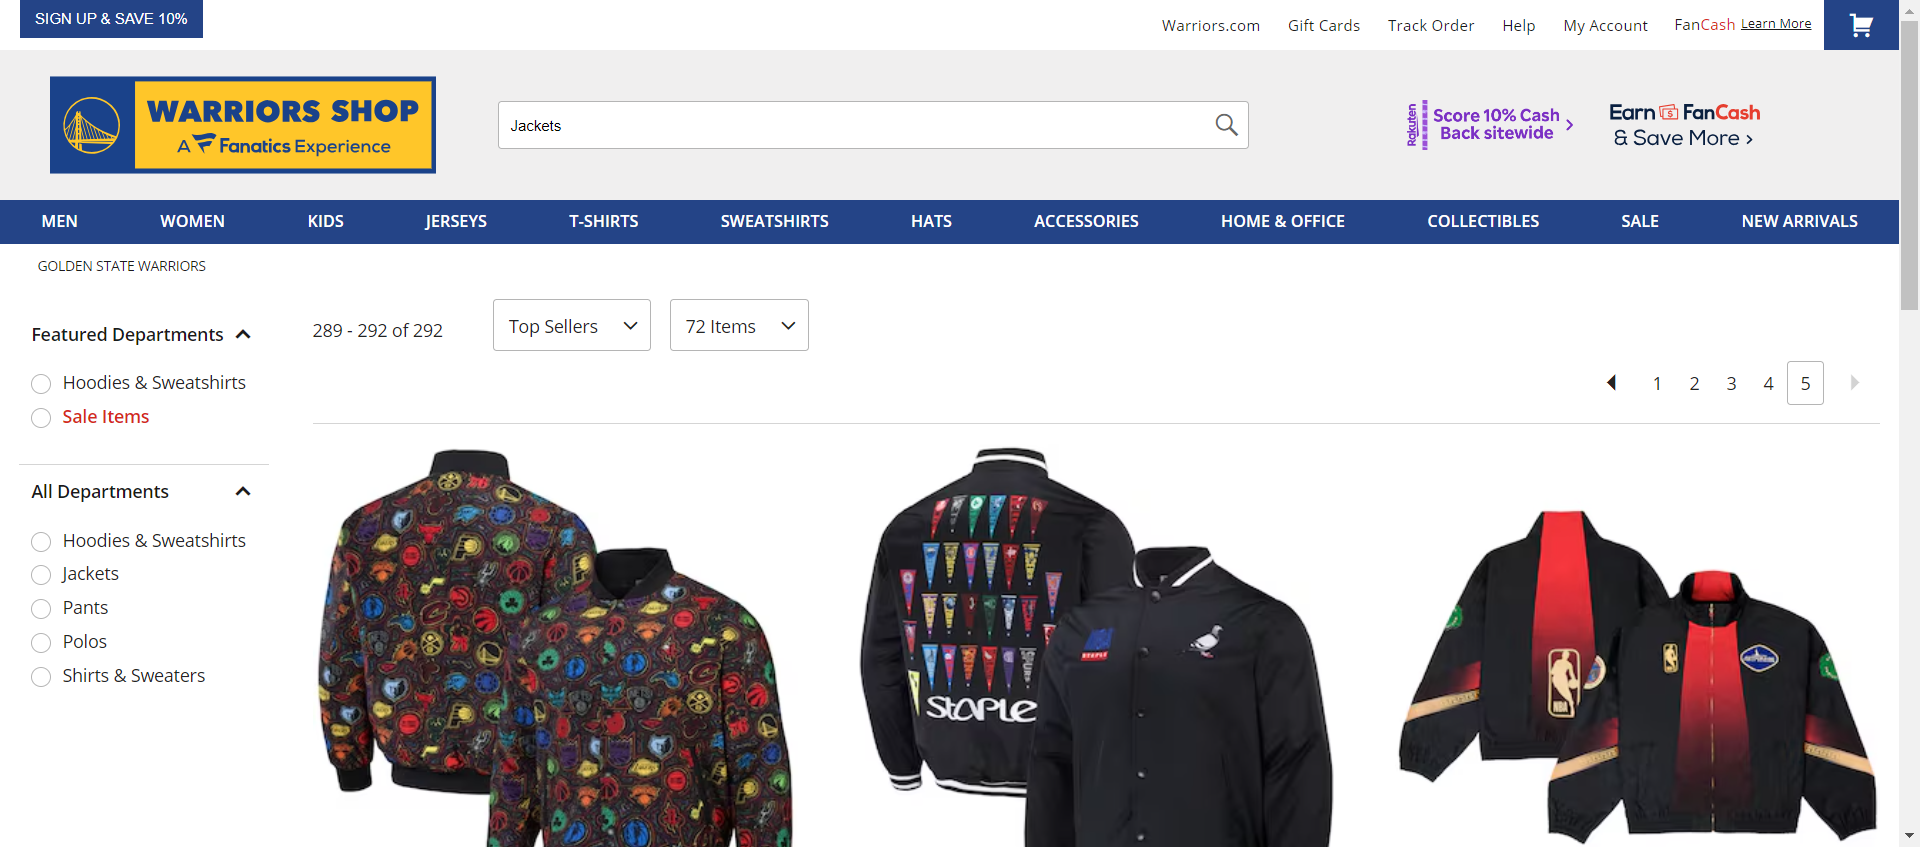 SIGN UP & SAVE 10%
Warriors.com Gift Cards Track Order Help My Account FanCash Learn More
WARRIORS SHOP
A Fanatics Experience
Jackets
Rakuten
Score 10% Cash
Back sitewide >
Earn FanCash
& Save More >
MEN WOMEN KIDS JERSEYS T-SHIRTS SWEATSHIRTS HATS ACCESSORIES HOME & OFFICE COLLECTIBLES SALE NEW ARRIVALS
GOLDEN STATE WARRIORS
Featured Departments
Hoodies & Sweatshirts
Sale Items
All Departments
Hoodies & Sweatshirts
Jackets
Pants
Polos
Shirts & Sweaters
289 - 292 of 292
Top Sellers
72 Items
1 2 3 4 5
Staple
STAPLE
SPURS
NBA